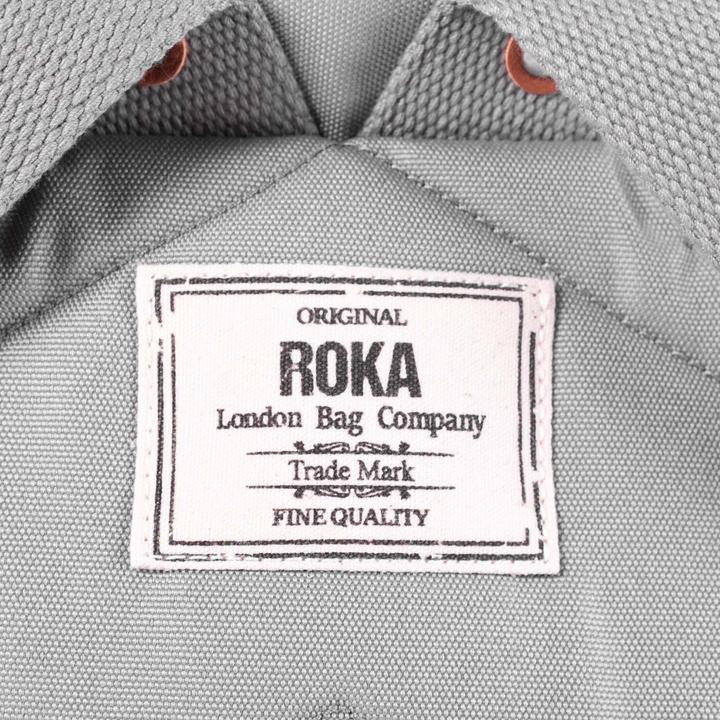 ORIGINAL
ROKA
London Bag Company
Trade Mark
FINE QUALITY